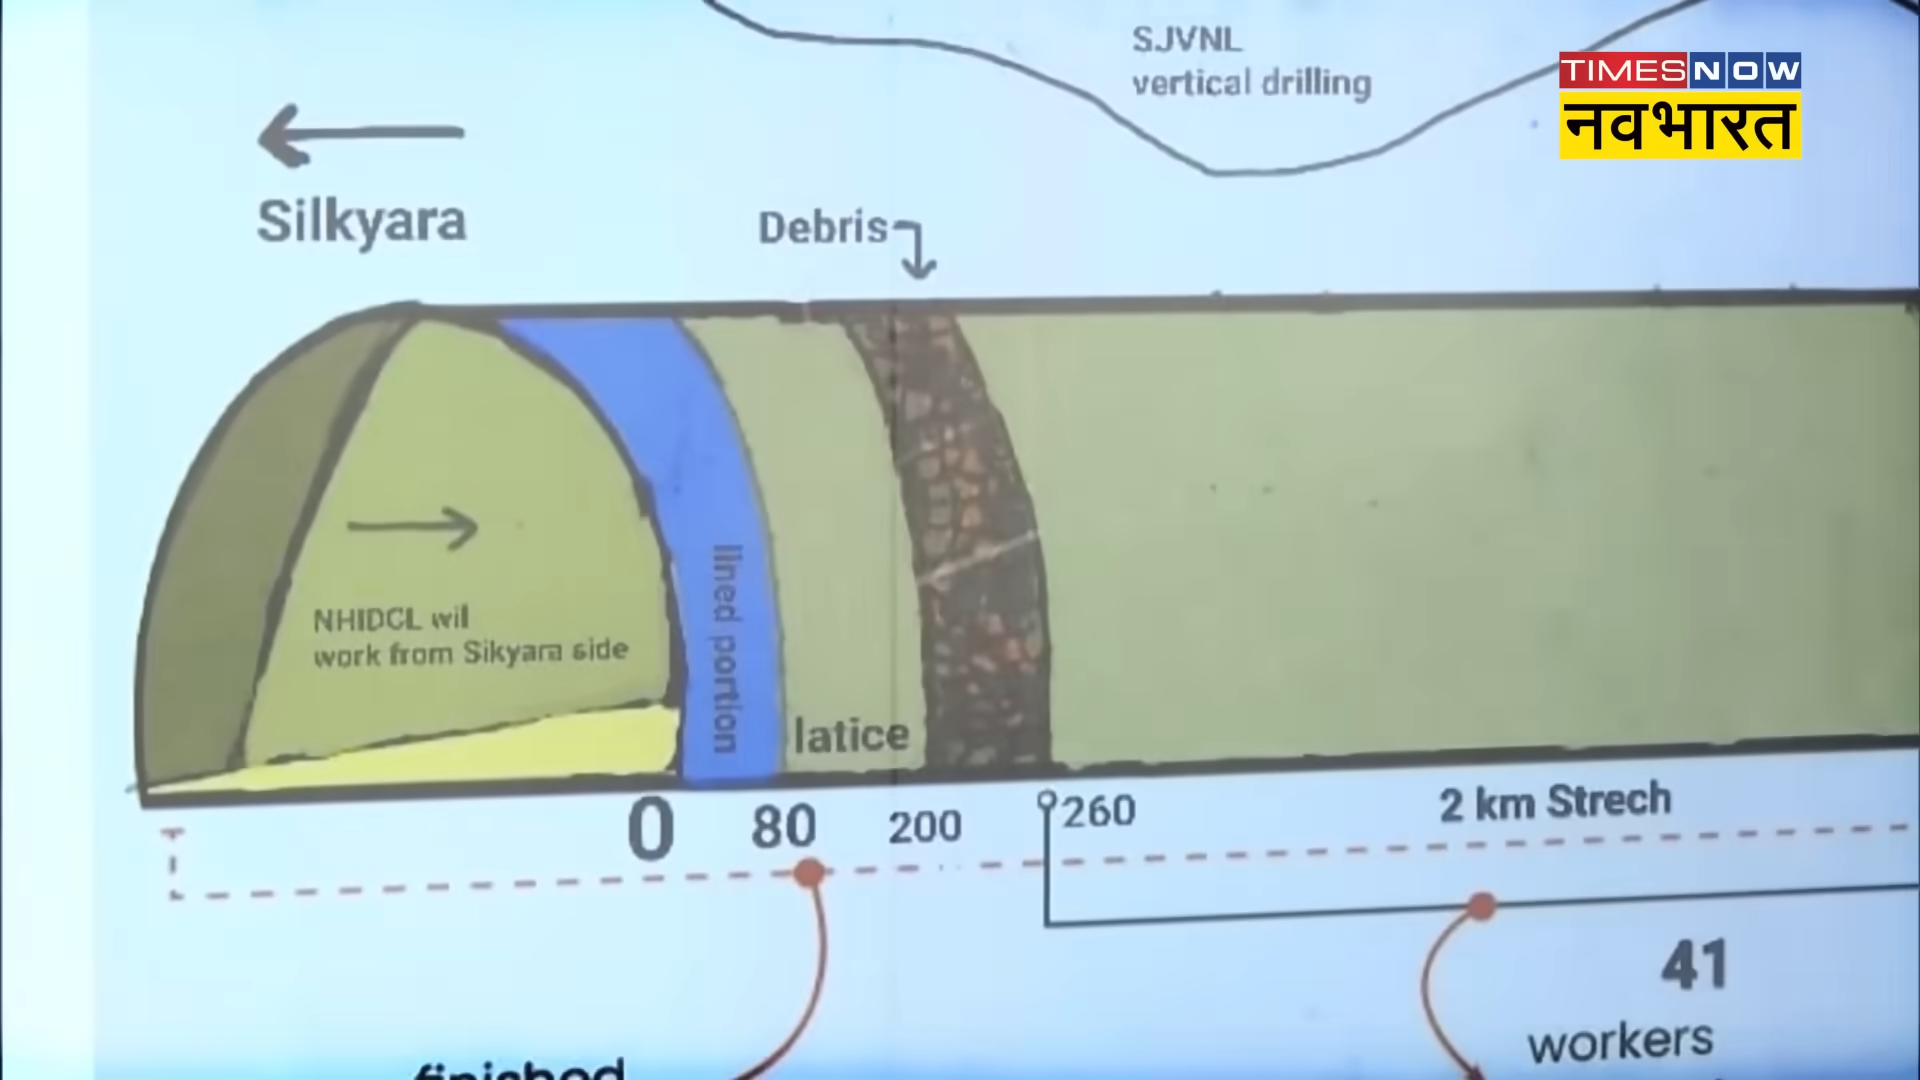 SJVNL
vertical drilling
TIMES NOW
नवभारत
Silkyara
Debris
NHIDCL wil
work from Sikyara side
lined portion
latice
0
80
200
260
2 km Strech
41
workers
finished